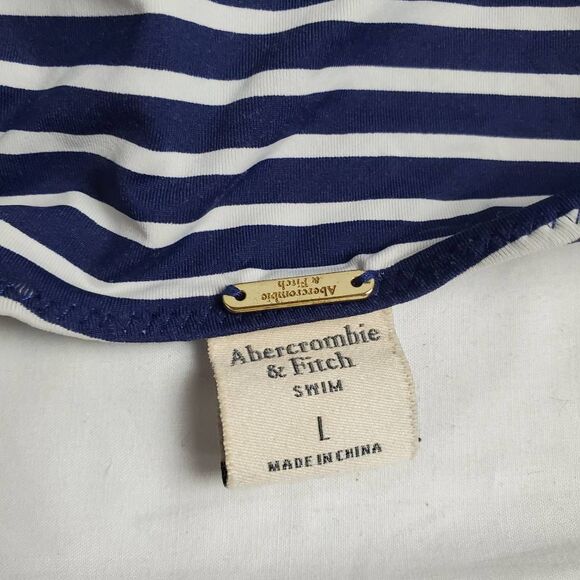 Abercrombie
& Fitch
Abercrombie
& Fitch
SWIM
L
MADE IN CHINA